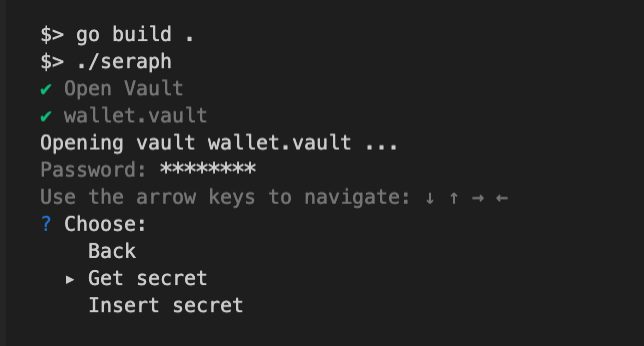 $> go build .
$> ./seraph
✔ Open Vault
✔ wallet.vault
Opening vault wallet.vault ...
Password: ********
Use the arrow keys to navigate: ↓ ↑ → ←
? Choose:
Back
▸ Get secret
Insert secret